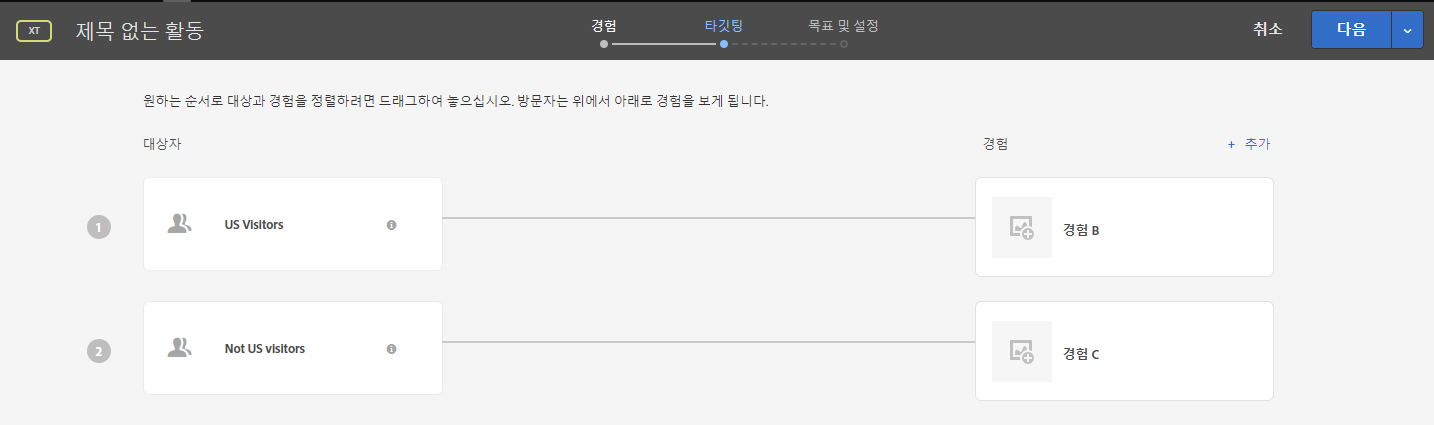 XT 제목 없는 활동 경험 타깃팅 목표 및 설정 취소 다음
원하는 순서로 대상과 경험을 정렬하려면 드래그하여 놓으십시오. 방문자는 위에서 아래로 경험을 보게 됩니다.
대상자 경험 + 추가
1 US Visitors 경험 B
2 Not US visitors 경험 C